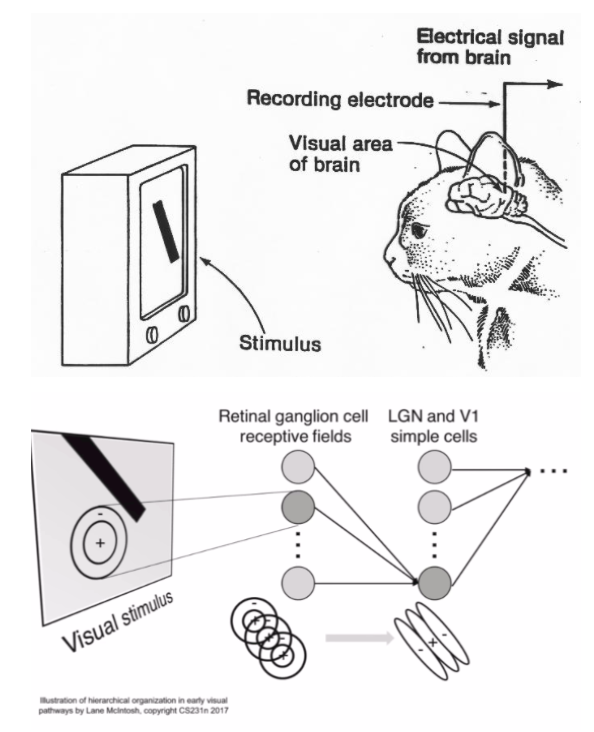 Electrical signal
from brain
Recording electrode
Visual area
of brain
Stimulus
Retinal ganglion cell
receptive fields
LGN and V1
simple cells
-
+
Visual stimulus
-
+
-
+
-
+
-
Illustration of hierarchical organization in early visual
pathways by Lane McIntosh, copyright CS231n 2017